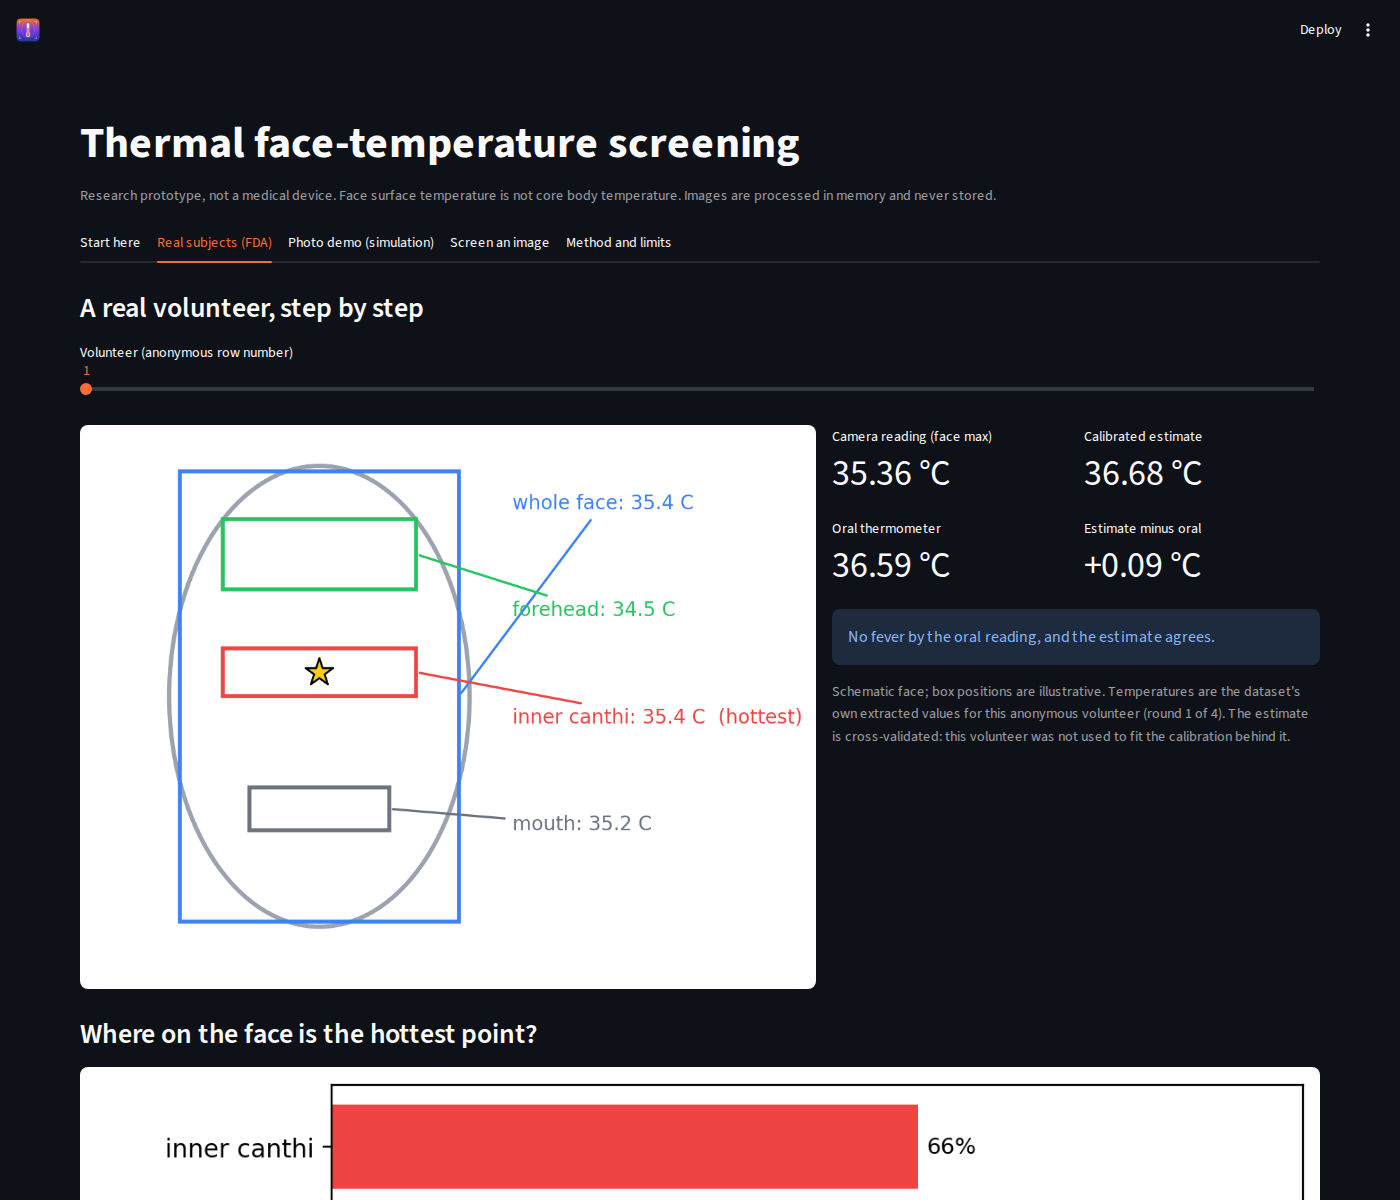 Deploy
Thermal face-temperature screening
Research prototype, not a medical device. Face surface temperature is not core body temperature. Images are processed in memory and never stored.
Start here
Real subjects (FDA)
Photo demo (simulation)
Screen an image
Method and limits
A real volunteer, step by step
Volunteer (anonymous row number)
1
whole face: 35.4 C
forehead: 34.5 C
inner canthi: 35.4 C (hottest)
mouth: 35.2 C
Camera reading (face max)
35.36 °C
Calibrated estimate
36.68 °C
Oral thermometer
36.59 °C
Estimate minus oral
+0.09 °C
No fever by the oral reading, and the estimate agrees.
Schematic face; box positions are illustrative. Temperatures are the dataset's
own extracted values for this anonymous volunteer (round 1 of 4). The estimate
is cross-validated: this volunteer was not used to fit the calibration behind it.
Where on the face is the hottest point?
inner canthi
66%